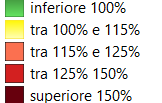 inferiore 100%
tra 100% e 115%
tra 115% e 125%
tra 125% 150%
superiore 150%